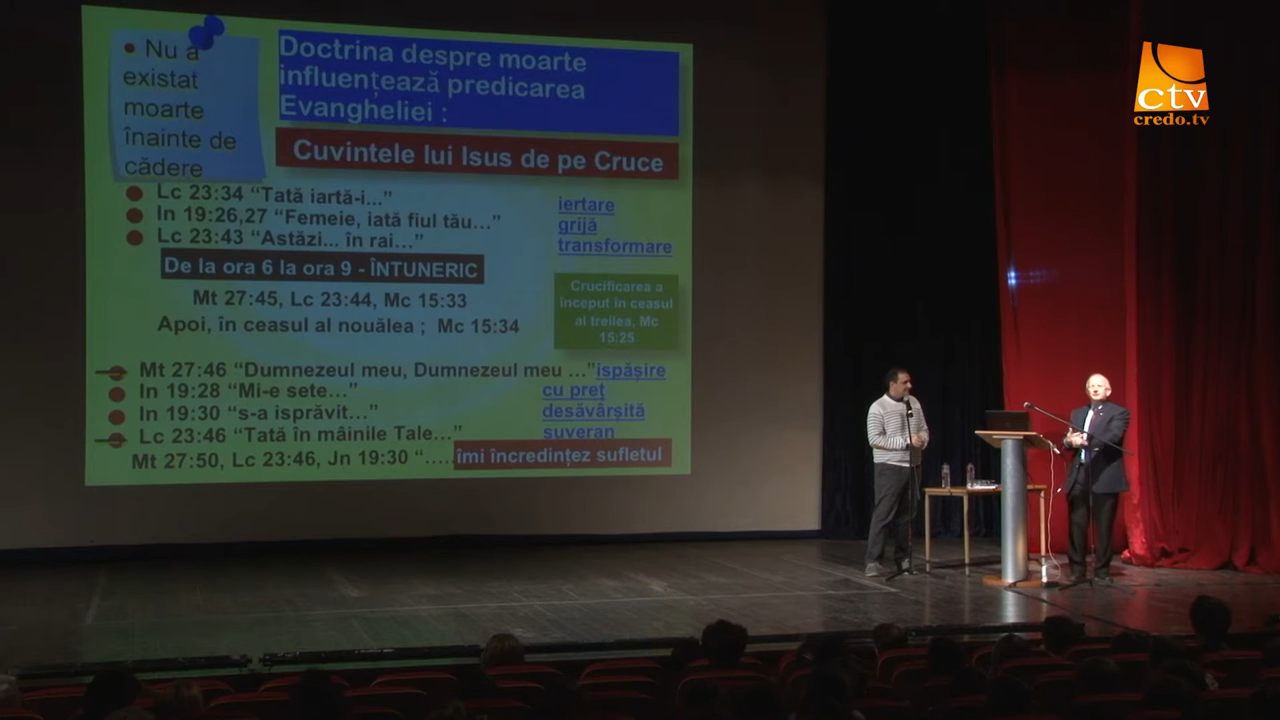 • Nu a
existat
moarte
înainte de
cădere
Doctrina despre moarte
influențează predicarea
Evangheliei :
Cuvintele lui Isus de pe Cruce
Lc 23:34 “Tată iartă-i...” iertare
In 19:26,27 “Femeie, iată fiul tău…” grijă
Lc 23:43 “Astăzi... în rai…” transformare
De la ora 6 la ora 9 - ÎNTUNERIC
Mt 27:45, Lc 23:44, Mc 15:33
Apoi, în ceasul al nouălea ; Mc 15:34
Crucificarea a
început în ceasul
al treilea, Mc
15:25
Mt 27:46 “Dumnezeul meu, Dumnezeul meu …” ispășire
In 19:28 “Mi-e sete…” cu preț
In 19:30 “s-a isprăvit…” desăvârșită
Lc 23:46 “Tată în mâinile Tale…” suveran
Mt 27:50, Lc 23:46, Jn 19:30 “.....îmi încredințez sufletul
ctv
credo.tv